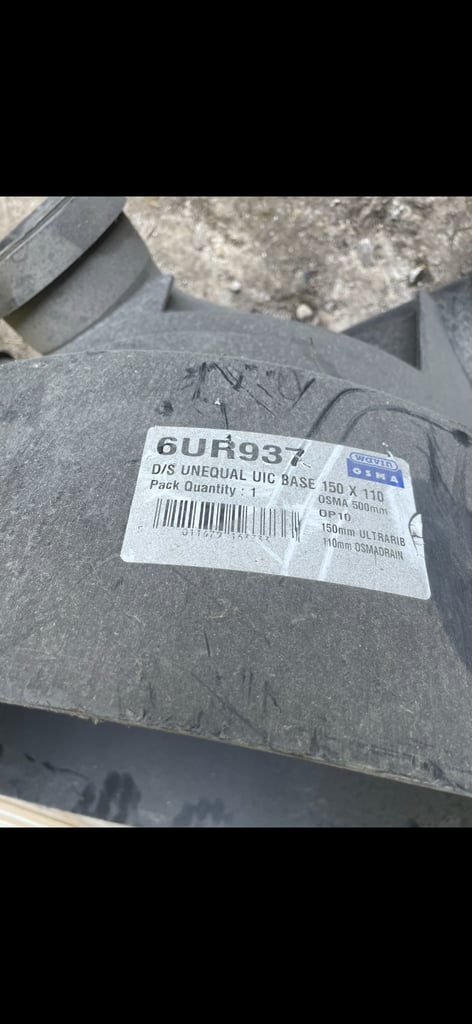 6UR937
wavin
OSMA
D/S UNEQUAL UIC BASE 150 X 110
Pack Quantity : 1
OSMA 500mm
OP10
150mm ULTRARIB
110mm OSMADRAIN